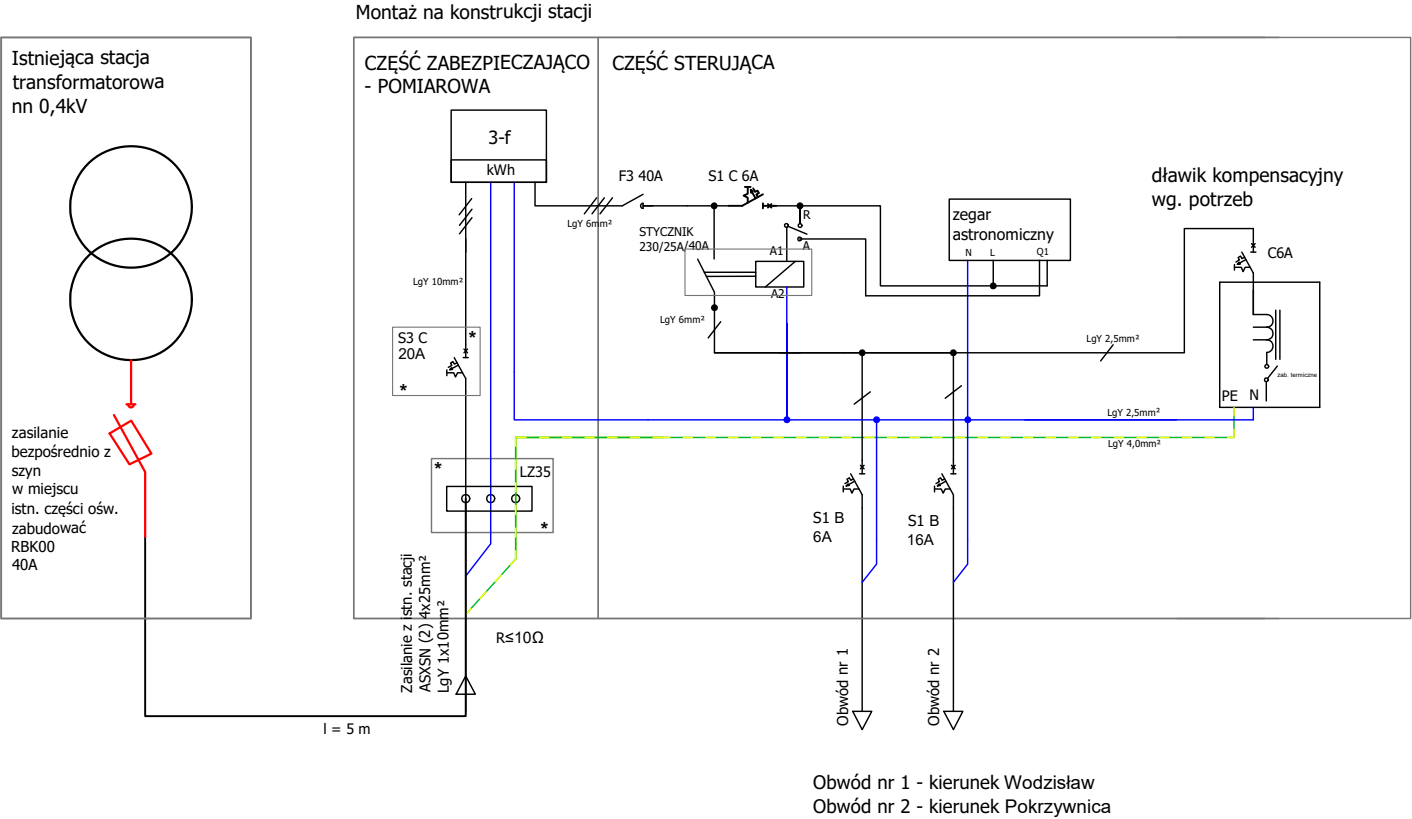 Montaż na konstrukcji stacji
Istniejąca stacja
transformatorowa
nn 0,4kV
zasilanie
bezpośrednio z
szyn
w miejscu
istn. części ośw.
zabudować
RBK00
40A
l = 5 m
CZĘŚĆ ZABEZPIECZAJĄCO
- POMIAROWA
3-f
kWh
LgY 10mm²
S3 C
20A
*
*
*
LZ35
*
Zasilanie z istn. stacji
ASXSN (2) 4x25mm²
LgY 1x10mm²
R≤10Ω
CZĘŚĆ STERUJĄCA
LgY 6mm²
F3 40A
S1 C 6A
STYCZNIK
230/25A/40A
R
A
A1
A2
LgY 6mm²
zegar
astronomiczny
N L Q1
dławik kompensacyjny
wg. potrzeb
C6A
LgY 2,5mm²
zab. termiczne
PE N
LgY 2,5mm²
LgY 4,0mm²
S1 B
6A
S1 B
16A
Obwód nr 1
Obwód nr 2
Obwód nr 1 - kierunek Wodzisław
Obwód nr 2 - kierunek Pokrzywnica